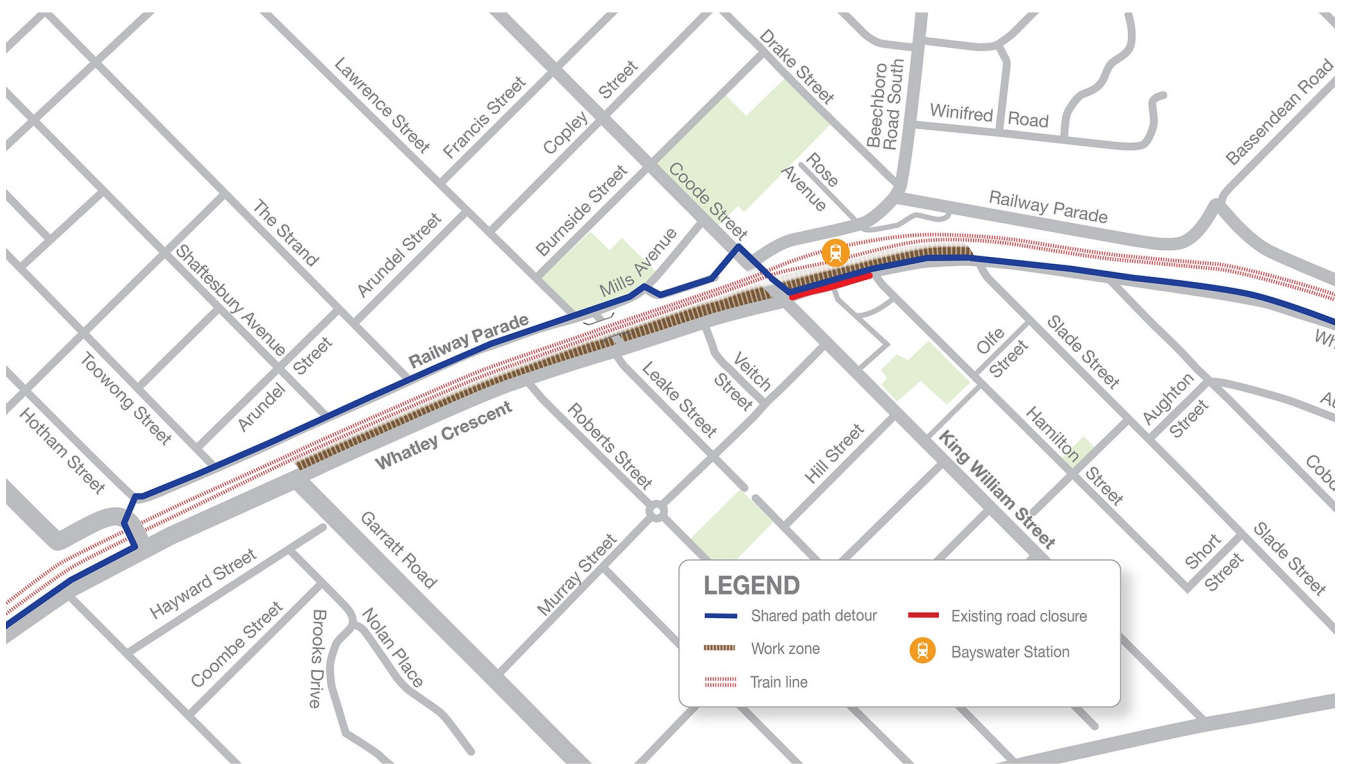 Drake Street
Lawrence Street
Francis Street
Copley
Street
Beechboro
Road South
Winifred
Road
Bassendean Road
Rose
Avenue
Burnside Street
Coode Street
Railway Parade
The Strand
Arundel Street
Shaftesbury Avenue
Mills Avenue
Railway Parade
Toowong Street
Arundel
Street
Hotham Street
Whatley Crescent
Veitch
Street
Leake Street
Olfe
Street
Slade Street
Aughton
Street
Wh
Au
Roberts Street
Hill Street
King William Street
Hamilton
Street
Cobd
Garratt Road
Murray Street
Hayward Street
Coombe Street
Brooks Drive
Nolan Place
Short
Street
Slade Street
LEGEND
Shared path detour
Existing road closure
Work zone
Bayswater Station
Train line